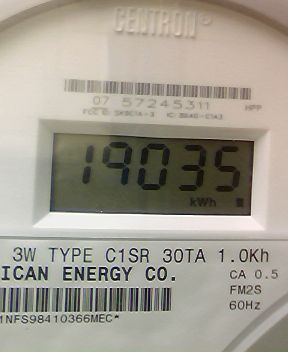 CENTRON®
07 57245311 HPP
19035
kWh
3W TYPE C1SR 30TA 1.0Kh
ICAN ENERGY CO. CA 0.5
FM2S
60Hz
1NFS98410366MEC*